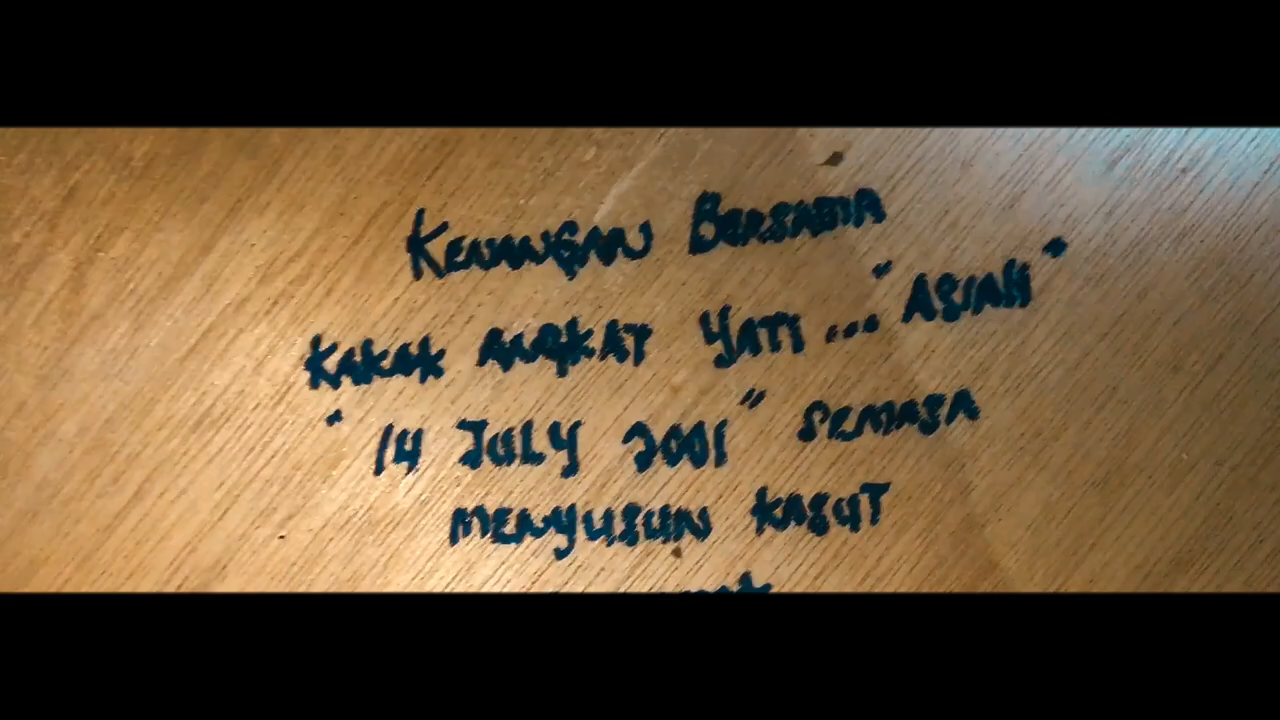 KENANGAN BERSAMA
KAKAK ANGKAT YATI ... "ASIAH"
"14 JULY 2001" SEMASA
MENYUSUN KASUT